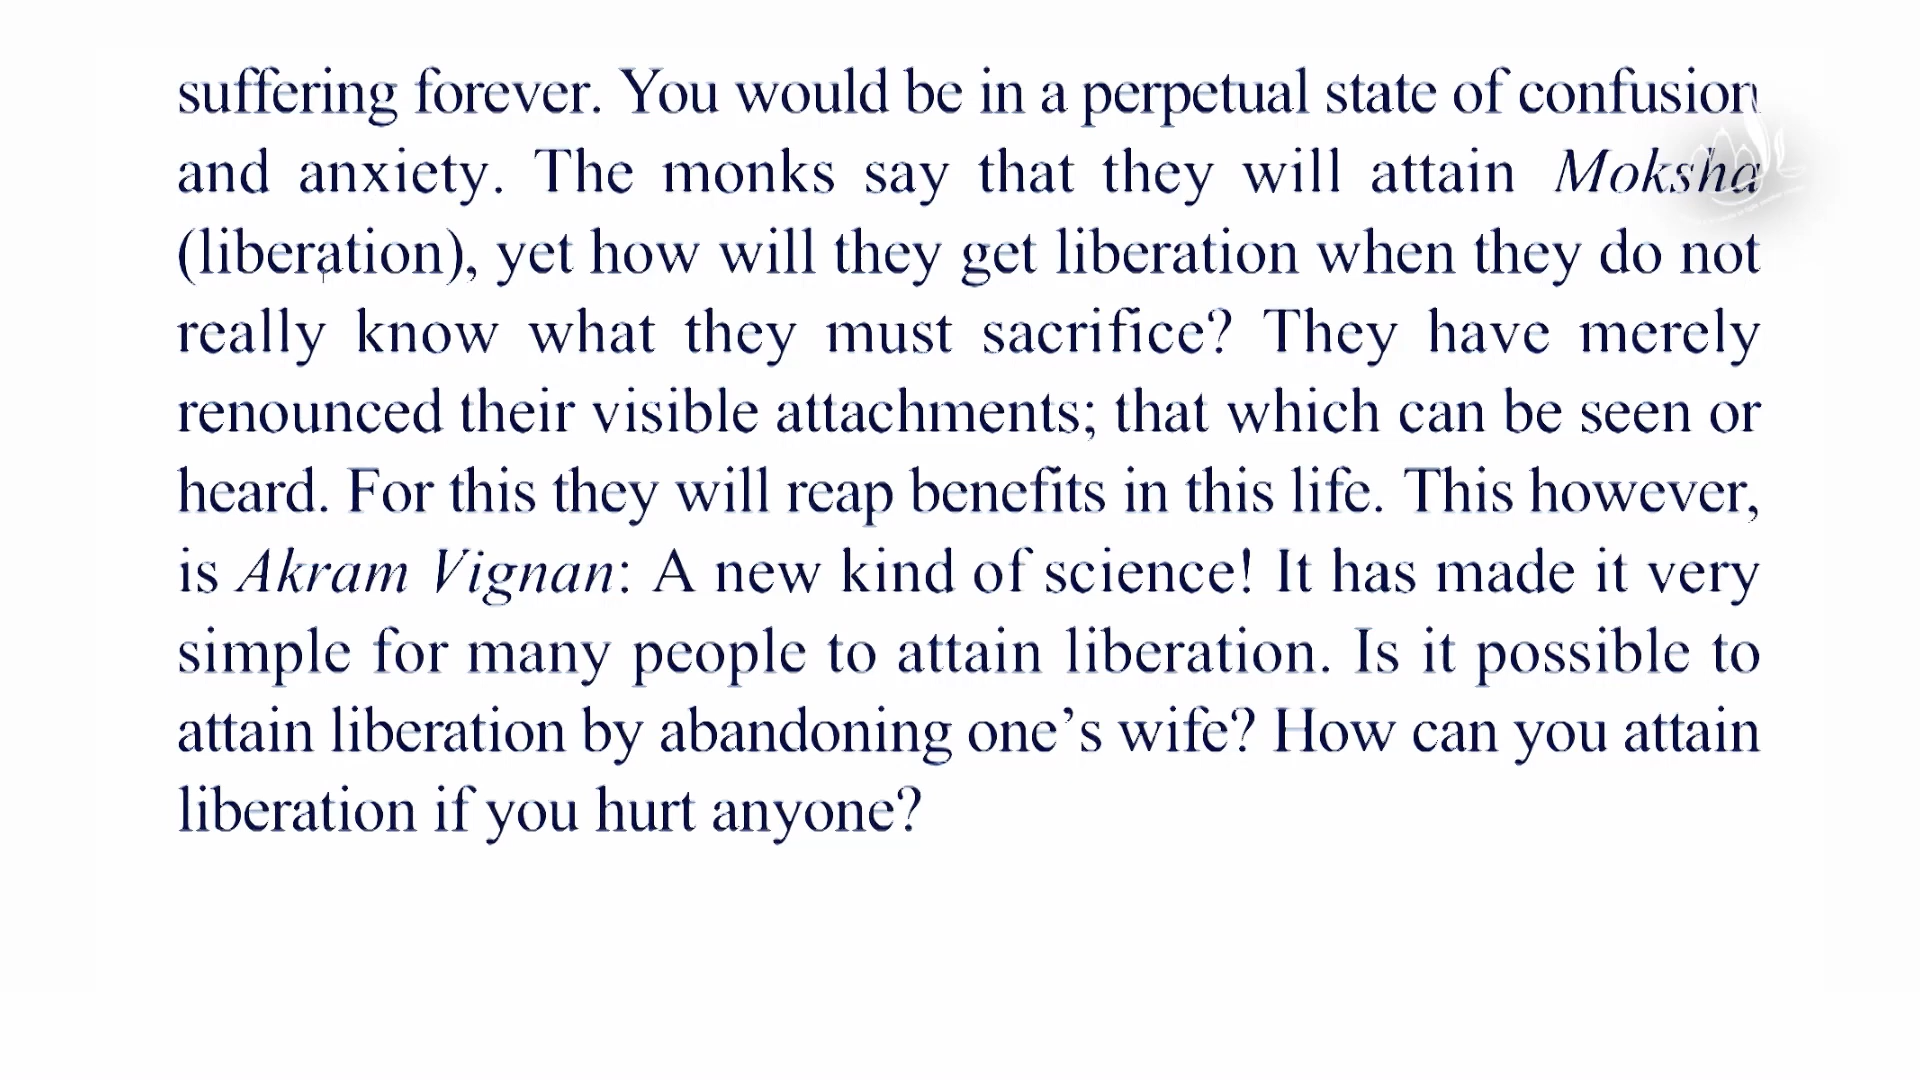 suffering forever. You would be in a perpetual state of confusion
and anxiety. The monks say that they will attain Moksha
(liberation), yet how will they get liberation when they do not
really know what they must sacrifice? They have merely
renounced their visible attachments; that which can be seen or
heard. For this they will reap benefits in this life. This however,
is Akram Vignan: A new kind of science! It has made it very
simple for many people to attain liberation. Is it possible to
attain liberation by abandoning one’s wife? How can you attain
liberation if you hurt anyone?